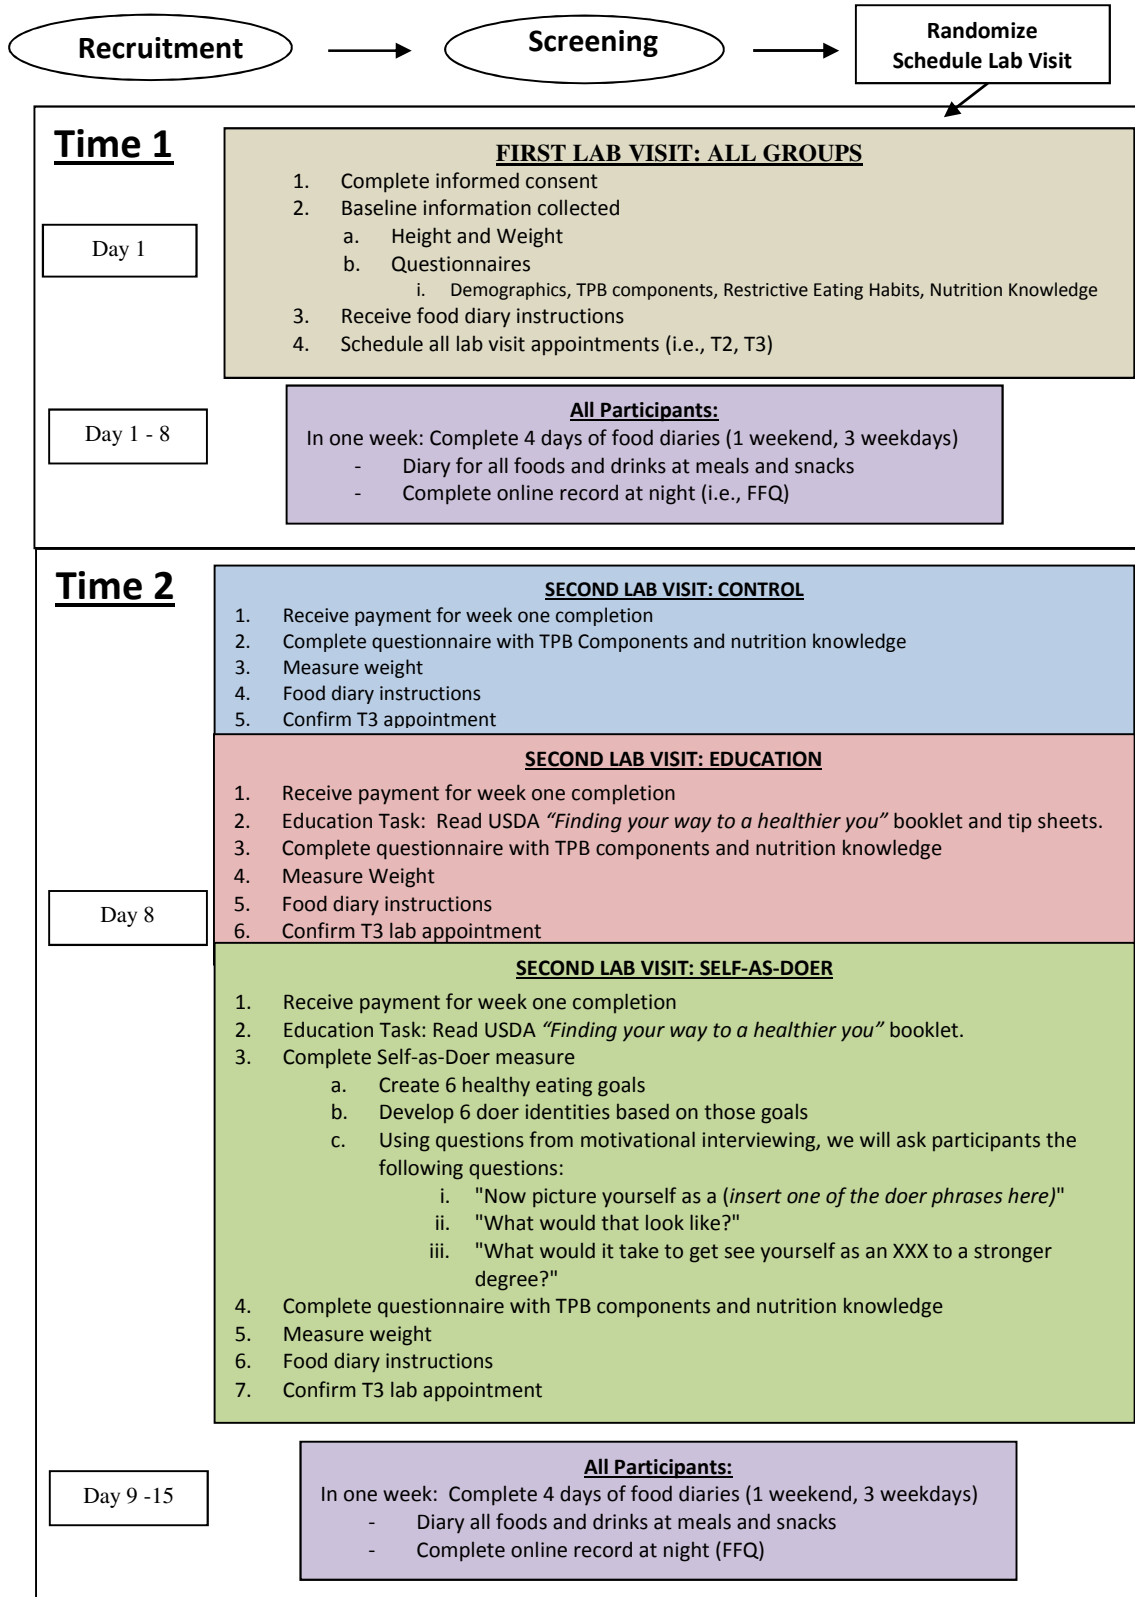 Recruitment
Screening
Randomize
Schedule Lab Visit
Time 1
FIRST LAB VISIT: ALL GROUPS
1. Complete informed consent
2. Baseline information collected
a. Height and Weight
b. Questionnaires
i. Demographics, TPB components, Restrictive Eating Habits, Nutrition Knowledge
3. Receive food diary instructions
4. Schedule all lab visit appointments (i.e., T2, T3)
Day 1
Day 1 - 8
All Participants:
In one week: Complete 4 days of food diaries (1 weekend, 3 weekdays)
- Diary for all foods and drinks at meals and snacks
- Complete online record at night (i.e., FFQ)
Time 2
SECOND LAB VISIT: CONTROL
1. Receive payment for week one completion
2. Complete questionnaire with TPB Components and nutrition knowledge
3. Measure weight
4. Food diary instructions
5. Confirm T3 appointment
SECOND LAB VISIT: EDUCATION
1. Receive payment for week one completion
2. Education Task: Read USDA “Finding your way to a healthier you” booklet and tip sheets.
3. Complete questionnaire with TPB components and nutrition knowledge
4. Measure Weight
5. Food diary instructions
6. Confirm T3 lab appointment
Day 8
SECOND LAB VISIT: SELF-AS-DOER
1. Receive payment for week one completion
2. Education Task: Read USDA “Finding your way to a healthier you” booklet.
3. Complete Self-as-Doer measure
a. Create 6 healthy eating goals
b. Develop 6 doer identities based on those goals
c. Using questions from motivational interviewing, we will ask participants the
following questions:
i. "Now picture yourself as a (insert one of the doer phrases here)"
ii. "What would that look like?"
iii. "What would it take to get see yourself as an XXX to a stronger
degree?"
4. Complete questionnaire with TPB components and nutrition knowledge
5. Measure weight
6. Food diary instructions
7. Confirm T3 lab appointment
Day 9 -15
All Participants:
In one week: Complete 4 days of food diaries (1 weekend, 3 weekdays)
- Diary all foods and drinks at meals and snacks
- Complete online record at night (FFQ)